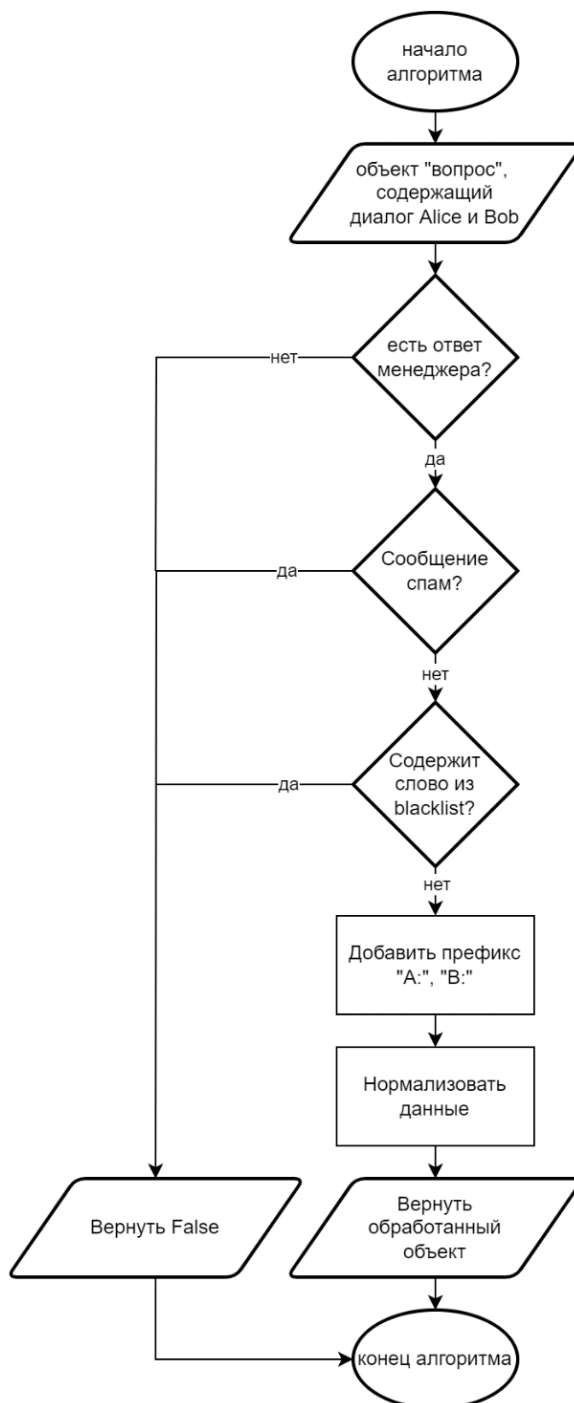 начало
алгоритма
объект "вопрос",
содержащий
диалог Alice и Bob
есть ответ
менеджера?
нет
да
Сообщение
спам?
да
нет
Содержит
слово из
blacklist?
да
нет
Добавить префикс
"A:", "B:"
Нормализовать
данные
Вернуть False
Вернуть
обработанный
объект
конец алгоритма